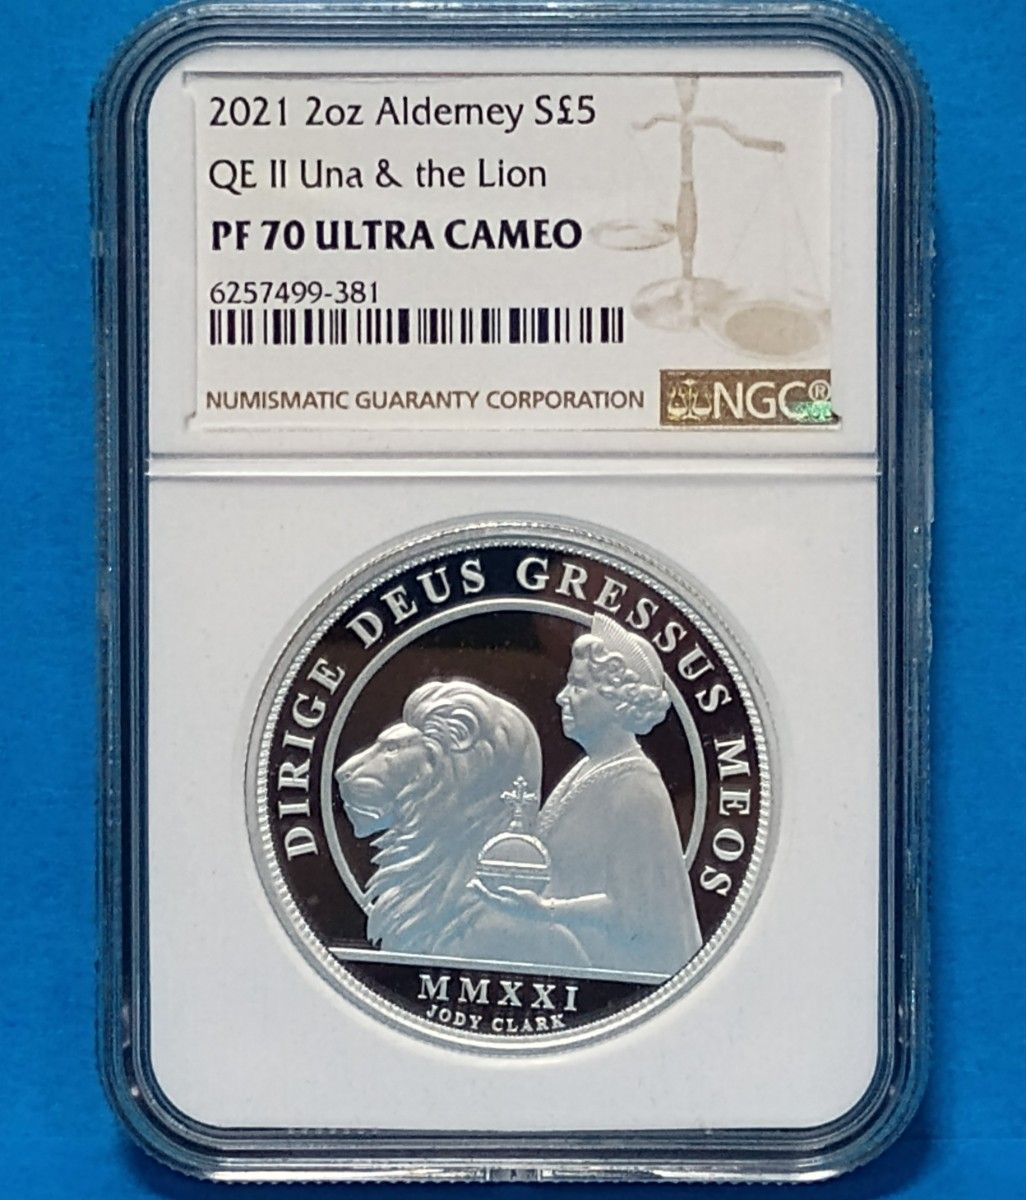 2021 2oz Alderney S£5
QE II Una & the Lion
PF 70 ULTRA CAMEO
6257499-381
NUMISMATIC GUARANTY CORPORATION
NGC®
DIRIGE DEUS GRESSUS MEOS
MMXXI
JODY CLARK